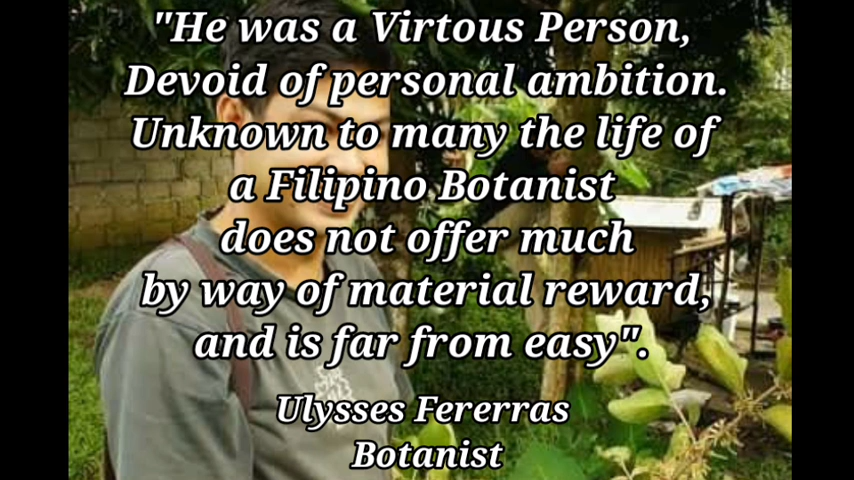 "He was a Virtous Person,
Devoid of personal ambition.
Unknown to many the life of
a Filipino Botanist
does not offer much
by way of material reward,
and is far from easy".
Ulysses Fererras
Botanist